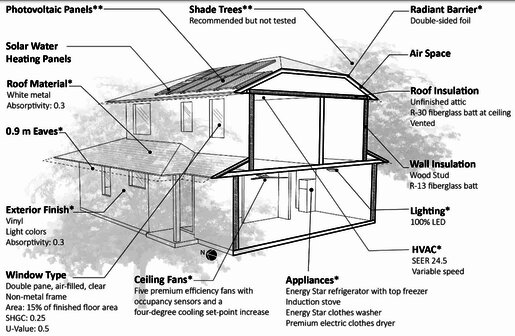 Photovoltaic Panels**
Shade Trees**
Recommended but not tested
Radiant Barrier*
Double-sided foil
Solar Water
Heating Panels
Air Space
Roof Material*
White metal
Absorptivity: 0.3
Roof Insulation
Unfinished attic
R-30 fiberglass batt at ceiling
Vented
0.9 m Eaves*
Wall Insulation
Wood Stud
R-13 fiberglass batt
Exterior Finish*
Vinyl
Light colors
Absorptivity: 0.3
Lighting*
100% LED
HVAC*
SEER 24.5
Variable speed
N
Window Type
Double pane, air-filled, clear
Non-metal frame
Area: 15% of finished floor area
SHGC: 0.25
U-Value: 0.5
Ceiling Fans*
Five premium efficiency fans with
occupancy sensors and a
four-degree cooling set-point increase
Appliances*
Energy Star refrigerator with top freezer
Induction stove
Energy Star clothes washer
Premium electric clothes dryer